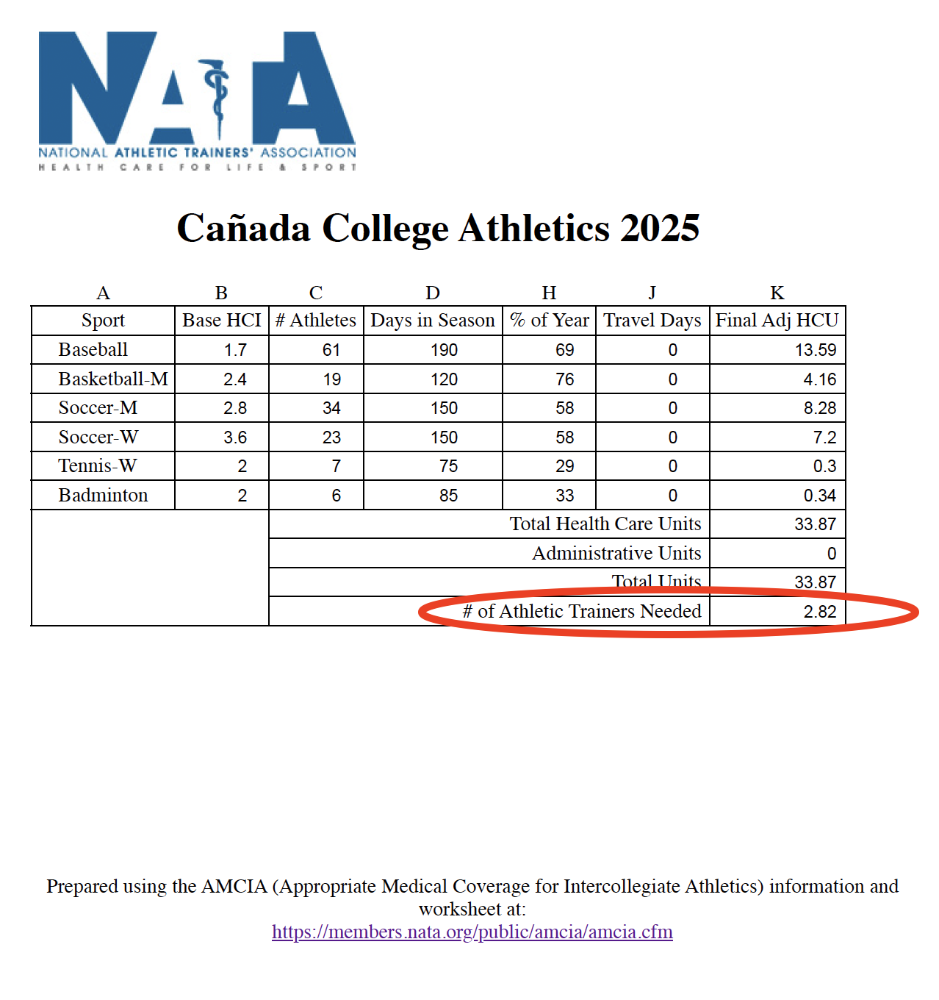 NATA
NATIONAL ATHLETIC TRAINERS' ASSOCIATION
HEALTH CARE FOR LIFE & SPORT
Cañada College Athletics 2025
A B C D H J K
Sport Base HCI # Athletes Days in Season % of Year Travel Days Final Adj HCU
Baseball 1.7 61 190 69 0 13.59
Basketball-M 2.4 19 120 76 0 4.16
Soccer-M 2.8 34 150 58 0 8.28
Soccer-W 3.6 23 150 58 0 7.2
Tennis-W 2 7 75 29 0 0.3
Badminton 2 6 85 33 0 0.34
Total Health Care Units 33.87
Administrative Units 0
Total Units 33.87
# of Athletic Trainers Needed 2.82
Prepared using the AMCIA (Appropriate Medical Coverage for Intercollegiate Athletics) information and
worksheet at:
https://members.nata.org/public/amcia/amcia.cfm